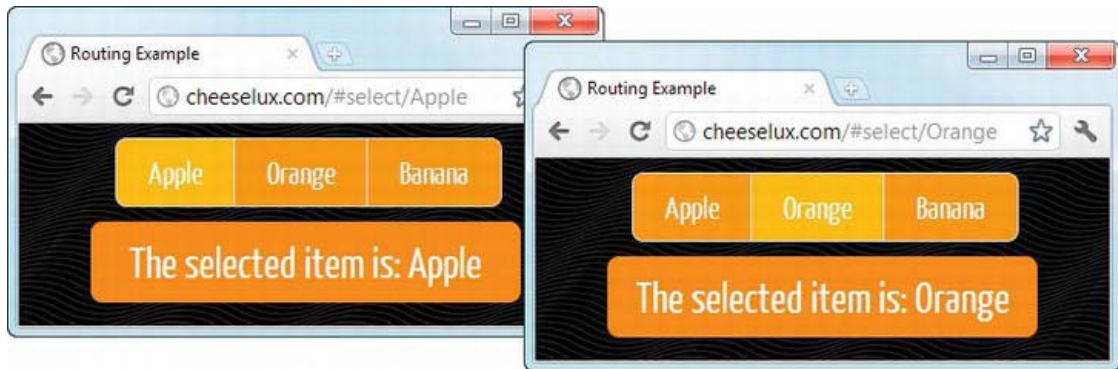 Routing Example
cheeselux.com/#select/Apple
Apple Orange Banana
The selected item is: Apple
Routing Example
cheeselux.com/#select/Orange
Apple Orange Banana
The selected item is: Orange